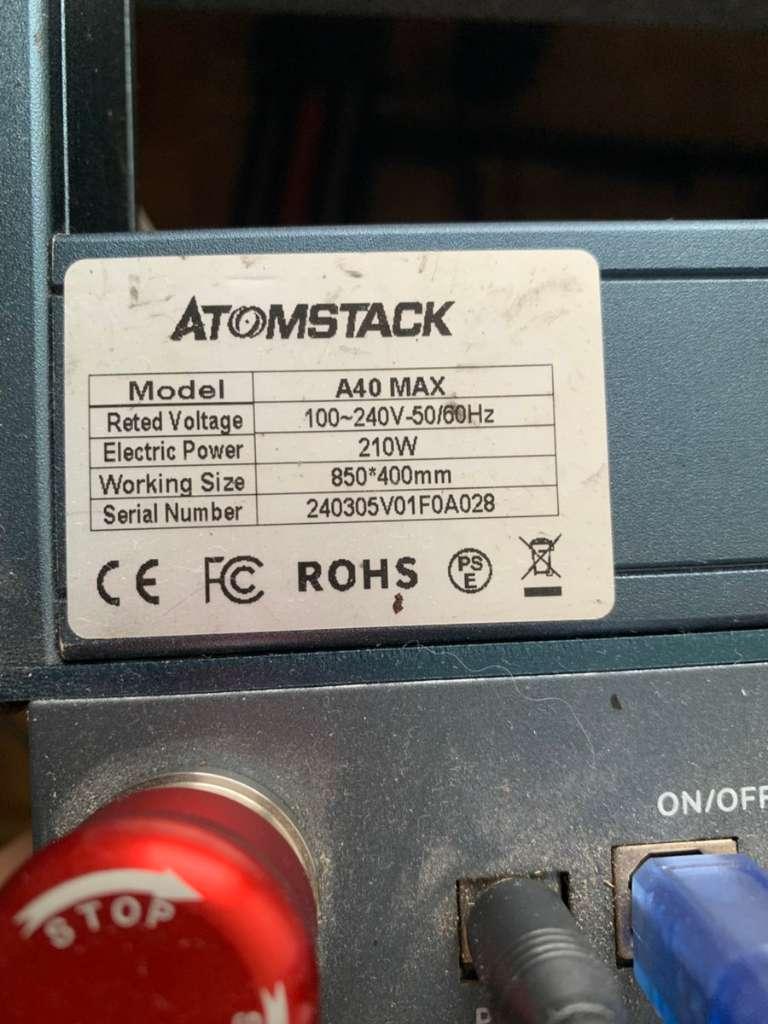 ATOMSTACK
Model A40 MAX
Reted Voltage 100~240V-50/60Hz
Electric Power 210W
Working Size 850*400mm
Serial Number 240305V01F0A028
CE FC ROHS PSE
ON/OFF
STOP